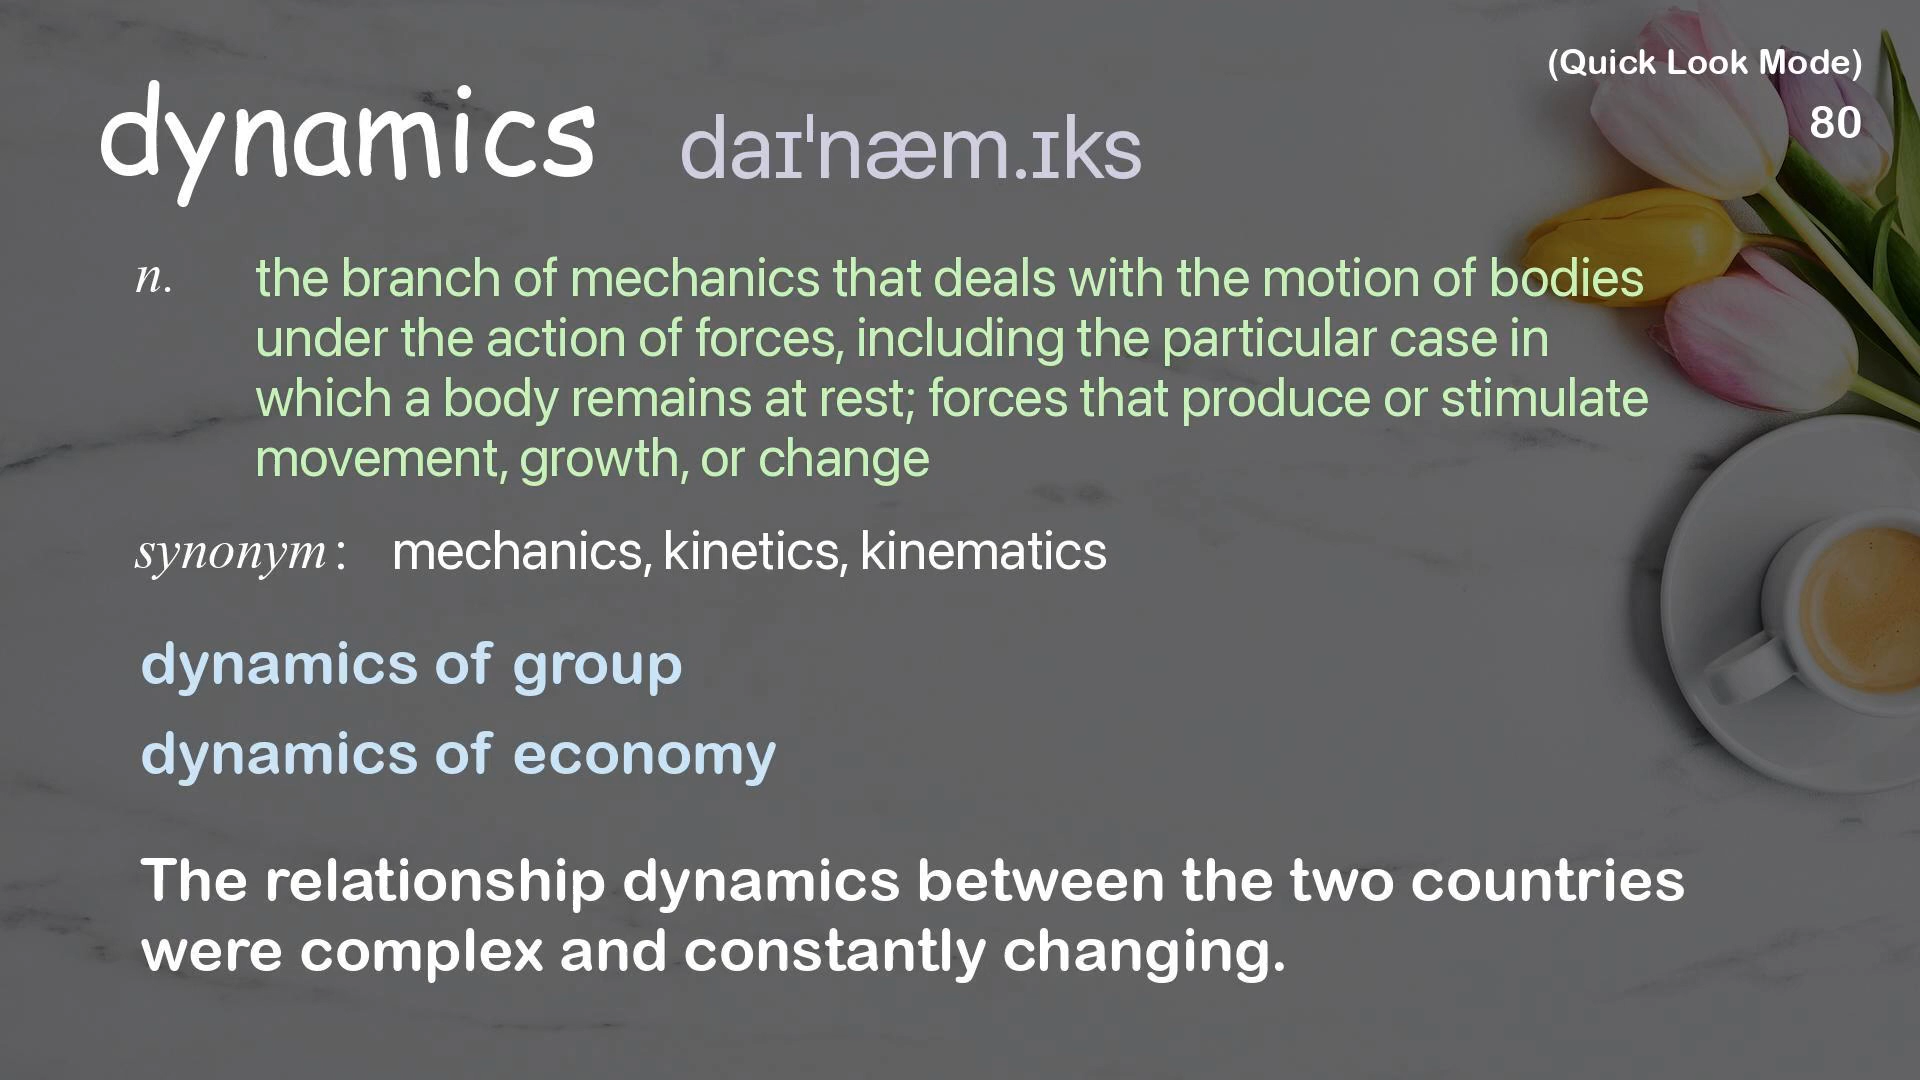 (Quick Look Mode)
80
dynamics daɪˈnæm.ɪks
n. the branch of mechanics that deals with the motion of bodies
under the action of forces, including the particular case in
which a body remains at rest; forces that produce or stimulate
movement, growth, or change
synonym: mechanics, kinetics, kinematics
dynamics of group
dynamics of economy
The relationship dynamics between the two countries
were complex and constantly changing.